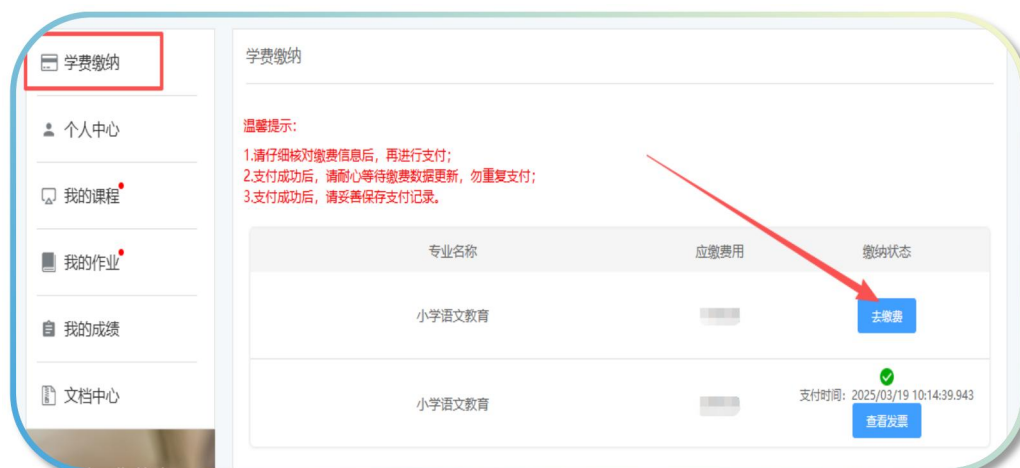 学费缴纳
个人中心
我的课程
我的作业
我的成绩
文档中心
学费缴纳
温馨提示：
1.请仔细核对缴费信息后，再进行支付；
2.支付成功后，请耐心等待缴费数据更新，勿重复支付；
3.支付成功后，请妥善保存支付记录。
专业名称 应缴费用 缴纳状态
小学语文教育 去缴费
小学语文教育 支付时间：2025/03/19 10:14:39.943
查看发票